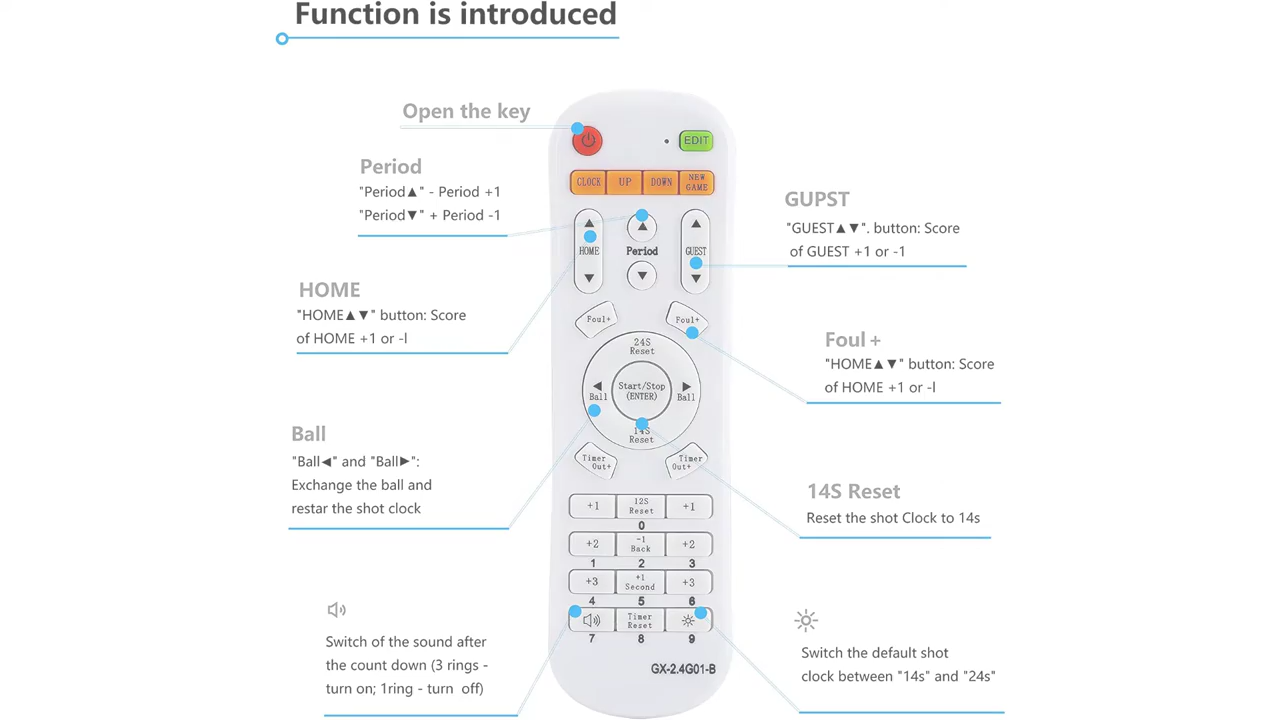 Function is introduced
Open the key
Period
"Period▲" - Period +1
"Period▼" + Period -1
HOME
"HOME▲▼" button: Score
of HOME +1 or -l
Ball
"Ball◀" and "Ball▶":
Exchange the ball and
restar the shot clock
Switch of the sound after
the count down (3 rings -
turn on; 1ring - turn off)
EDIT
CLOCK UP DOWN NEW GAME
HOME Period GUEST
Foul+ Foul+
24S
Reset
Start/Stop
(ENTER)
Ball Ball
14S
Reset
Timer
Out+
Timer
Out+
+1 12S Reset +1
0
+2 -1 Back +2
1 2 3
+3 +1 Second +3
4 5 6
Timer Reset
7 8 9
GX-2.4G01-B
GUPST
"GUEST▲▼". button: Score
of GUEST +1 or -1
Foul +
"HOME▲▼" button: Score
of HOME +1 or -l
14S Reset
Reset the shot Clock to 14s
Switch the default shot
clock between "14s" and "24s"